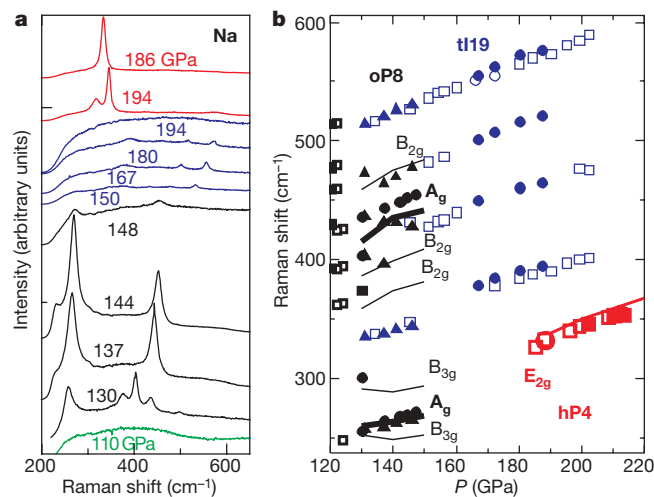 a
Na
186 GPa
194
194
180
167
150
148
144
137
130
110 GPa
200
400
600
Raman shift (cm⁻¹)
Intensity (arbitrary units)
b
600
500
400
300
Raman shift (cm⁻¹)
tI19
oP8
B2g
Ag
B2g
B2g
B3g
Ag
B3g
E2g
hP4
120
140
160
180
200
220
P (GPa)